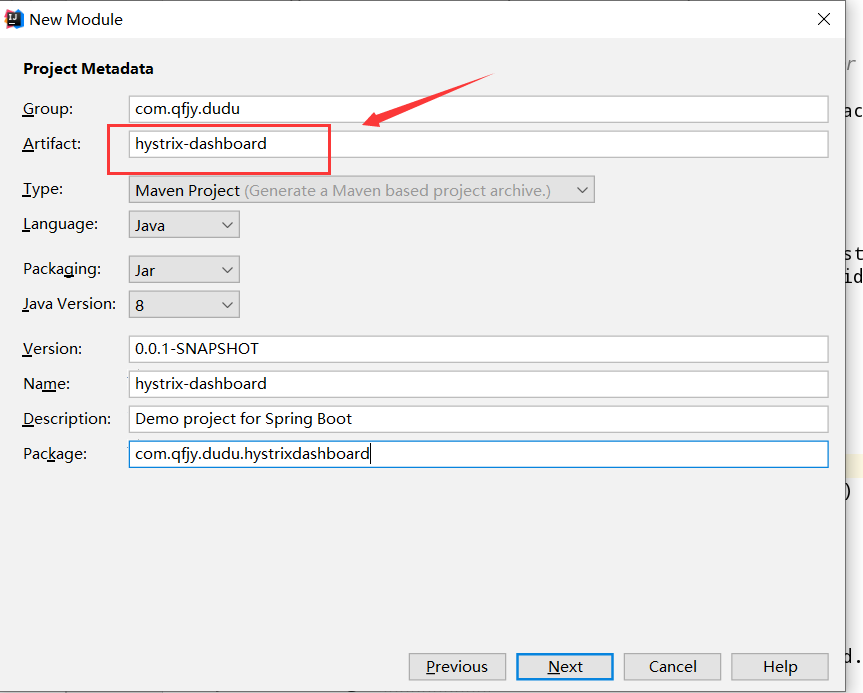 New Module
Project Metadata
Group: com.qfjy.dudu
Artifact: hystrix-dashboard
Type: Maven Project (Generate a Maven based project archive.)
Language: Java
Packaging: Jar
Java Version: 8
Version: 0.0.1-SNAPSHOT
Name: hystrix-dashboard
Description: Demo project for Spring Boot
Package: com.qfjy.dudu.hystrixdashboard
Previous Next Cancel Help